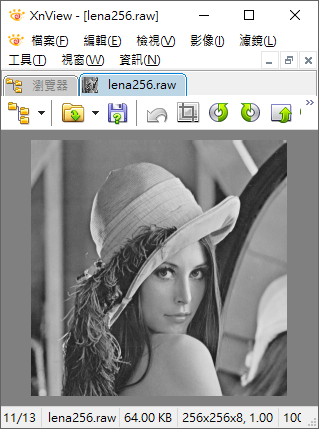 XnView - [lena256.raw]
檔案(F) 編輯(E) 檢視(V) 影像(I) 濾鏡(L)
工具(T) 視窗(W) 資訊(N)
瀏覽器 lena256.raw
11/13 lena256.raw 64.00 KB 256x256x8, 1.00 100